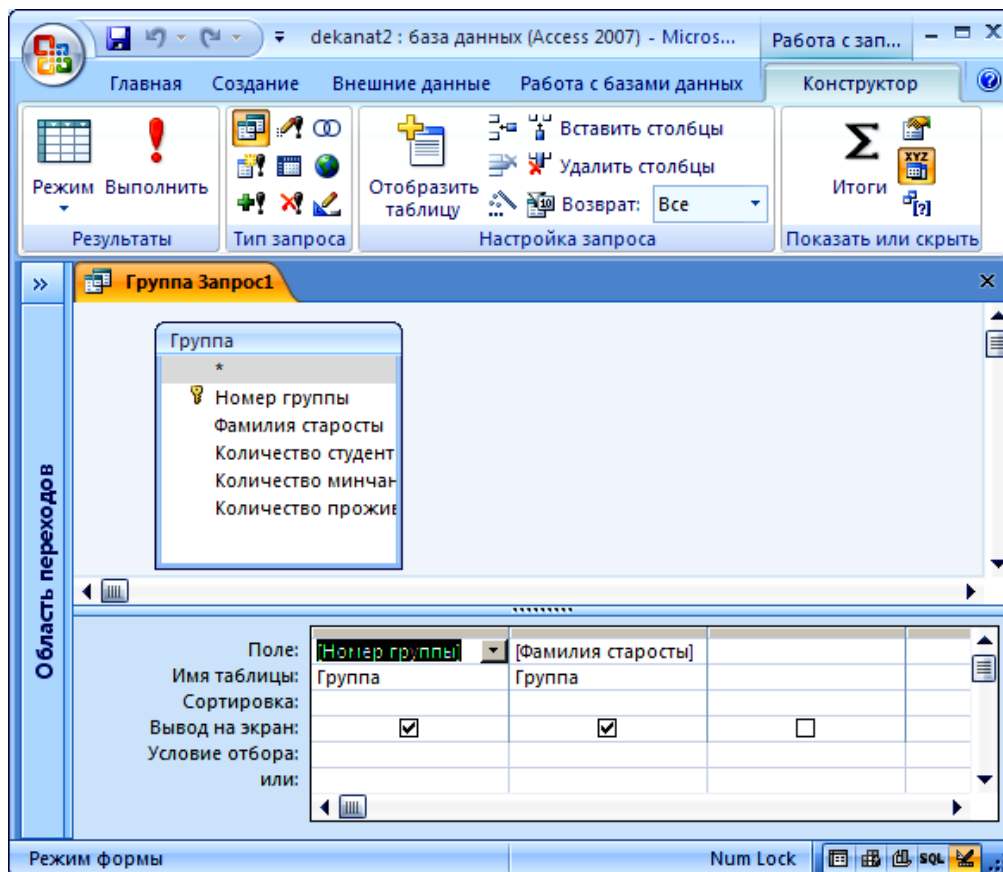 dekanat2 : база данных (Access 2007) - Micros...
Работа с зап...
Главная Создание Внешние данные Работа с базами данных Конструктор
Режим Выполнить
Отобразить таблицу
Вставить столбцы
Удалить столбцы
Возврат: Все
Σ
Итоги
XYZ
Результаты Тип запроса Настройка запроса Показать или скрыть
» Группа Запрос1
Область переходов
Группа
*
Номер группы
Фамилия старосты
Количество студент
Количество минчан
Количество прожив
Поле: [Номер группы] [Фамилия старосты]
Имя таблицы: Группа Группа
Сортировка:
Вывод на экран:
Условие отбора:
или:
Режим формы Num Lock SQL